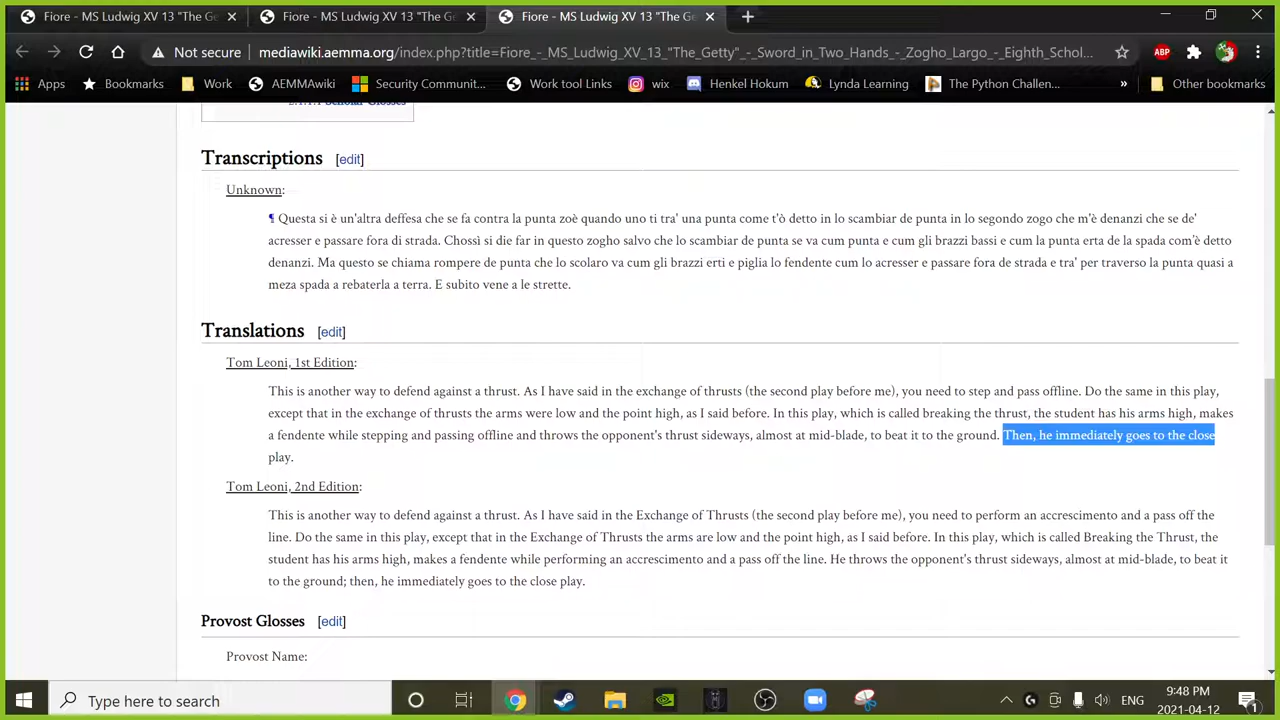 Fiore - MS Ludwig XV 13 "The G
Fiore - MS Ludwig XV 13 "The G
Fiore - MS Ludwig XV 13 "The Ge
Not secure
mediawiki.aemma.org/index.php?title=Fiore_-_MS_Ludwig_XV_13_"The_Getty"_-_Sword_in_Two_Hands_-_Zogho_Largo_-_Eighth_Schol...
ABP
Apps Bookmarks Work AEMMAwiki Security Communit... Work tool Links wix Henkel Hokum Lynda Learning The Python Challen... » Other bookmarks
2.1.1.1 Scholar Glosses
Transcriptions [edit]
Unknown:
¶ Questa si è un'altra deffesa che se fa contra la punta zoè quando uno ti tra' una punta come t'ò detto in lo scambiar de punta in lo segondo zogo che m'è denanzi che se de'
acresser e passare fora di strada. Chossì si die far in questo zogho salvo che lo scambiar de punta se va cum punta e cum gli brazzi bassi e cum la punta erta de la spada com'è detto
denanzi. Ma questo se chiama rompere de punta che lo scolaro va cum gli brazzi erti e piglia lo fendente cum lo acresser e passare fora de strada e tra' per traverso la punta quasi a
meza spada a rebaterla a terra. E subito vene a le strette.
Translations [edit]
Tom Leoni, 1st Edition:
This is another way to defend against a thrust. As I have said in the exchange of thrusts (the second play before me), you need to step and pass offline. Do the same in this play,
except that in the exchange of thrusts the arms were low and the point high, as I said before. In this play, which is called breaking the thrust, the student has his arms high, makes
a fendente while stepping and passing offline and throws the opponent's thrust sideways, almost at mid-blade, to beat it to the ground. Then, he immediately goes to the close
play.
Tom Leoni, 2nd Edition:
This is another way to defend against a thrust. As I have said in the Exchange of Thrusts (the second play before me), you need to perform an accrescimento and a pass off the
line. Do the same in this play, except that in the Exchange of Thrusts the arms are low and the point high, as I said before. In this play, which is called Breaking the Thrust, the
student has his arms high, makes a fendente while performing an accrescimento and a pass off the line. He throws the opponent's thrust sideways, almost at mid-blade, to beat it
to the ground; then, he immediately goes to the close play.
Provost Glosses [edit]
Provost Name:
Type here to search
ENG
9:48 PM
2021-04-12
1